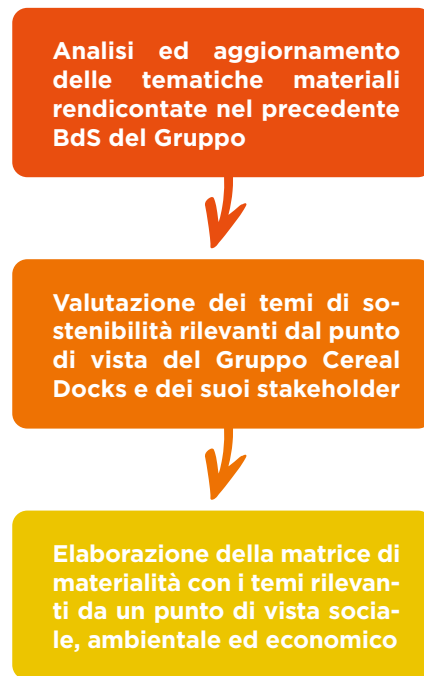 Analisi ed aggiornamento
delle tematiche materiali
rendicontate nel precedente
BdS del Gruppo
Valutazione dei temi di so-
stenibilità rilevanti dal punto
di vista del Gruppo Cereal
Docks e dei suoi stakeholder
Elaborazione della matrice di
materialità con i temi rilevan-
ti da un punto di vista socia-
le, ambientale ed economico